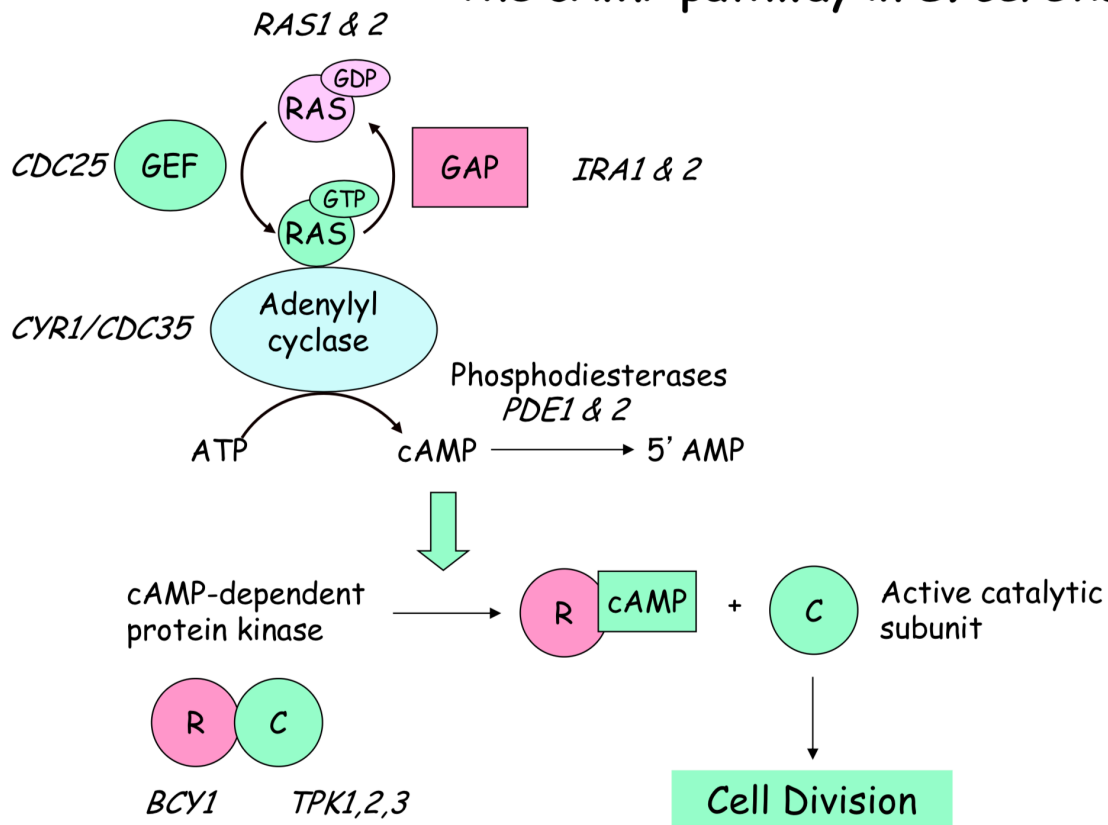 RAS1 & 2
GDP
RAS
CDC25
GEF
GAP
IRA1 & 2
GTP
RAS
Adenylyl
cyclase
CYR1/CDC35
Phosphodiesterases
PDE1 & 2
ATP
cAMP
5' AMP
cAMP-dependent
protein kinase
R
cAMP
+
C
Active catalytic
subunit
R
C
BCY1
TPK1,2,3
Cell Division